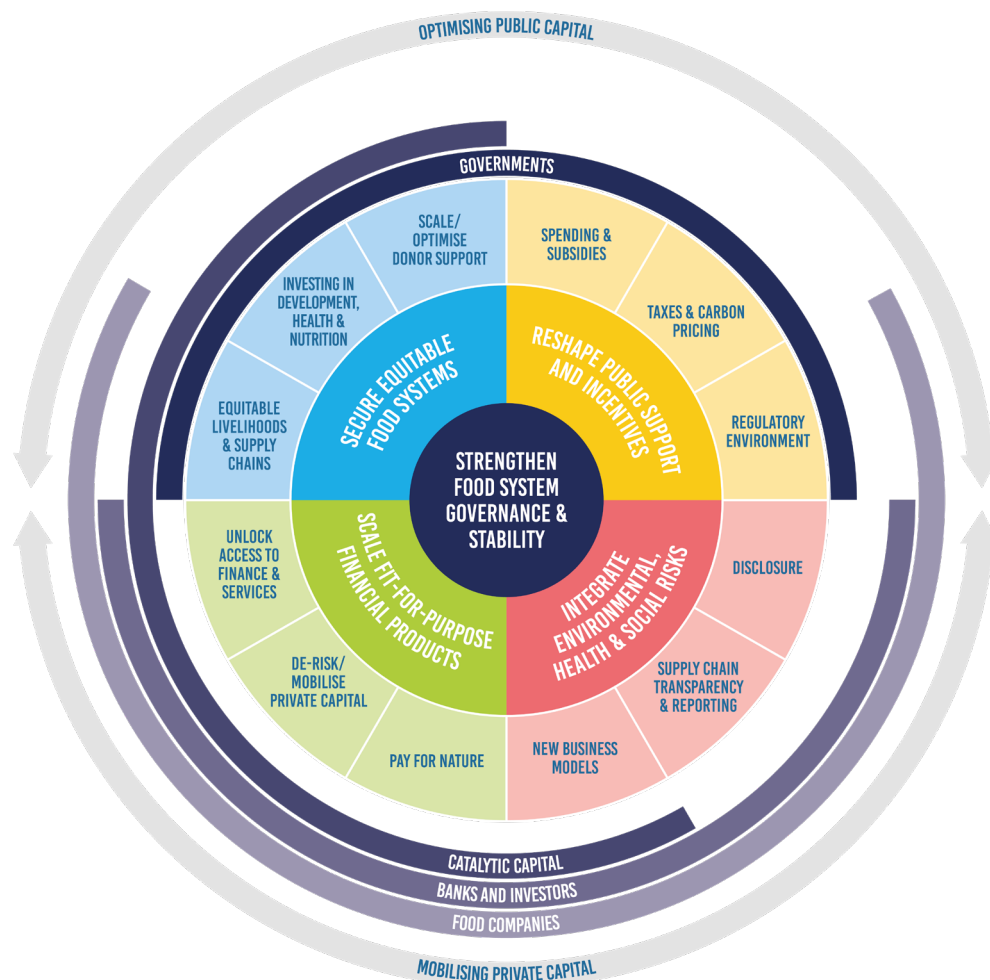 OPTIMISING PUBLIC CAPITAL
GOVERNMENTS
SCALE/
OPTIMISE
DONOR SUPPORT
SPENDING &
SUBSIDIES
INVESTING IN
DEVELOPMENT,
HEALTH &
NUTRITION
TAXES & CARBON
PRICING
EQUITABLE
LIVELIHOODS
& SUPPLY
CHAINS
REGULATORY
ENVIRONMENT
SECURE EQUITABLE
FOOD SYSTEMS
RESHAPE PUBLIC SUPPORT
AND INCENTIVES
STRENGTHEN
FOOD SYSTEM
GOVERNANCE &
STABILITY
SCALE FIT-FOR-PURPOSE
FINANCIAL PRODUCTS
INTEGRATE
ENVIRONMENTAL,
HEALTH & SOCIAL RISKS
UNLOCK
ACCESS TO
FINANCE &
SERVICES
DISCLOSURE
DE-RISK/
MOBILISE
PRIVATE CAPITAL
SUPPLY CHAIN
TRANSPARENCY
& REPORTING
PAY FOR NATURE
NEW BUSINESS
MODELS
CATALYTIC CAPITAL
BANKS AND INVESTORS
FOOD COMPANIES
MOBILISING PRIVATE CAPITAL